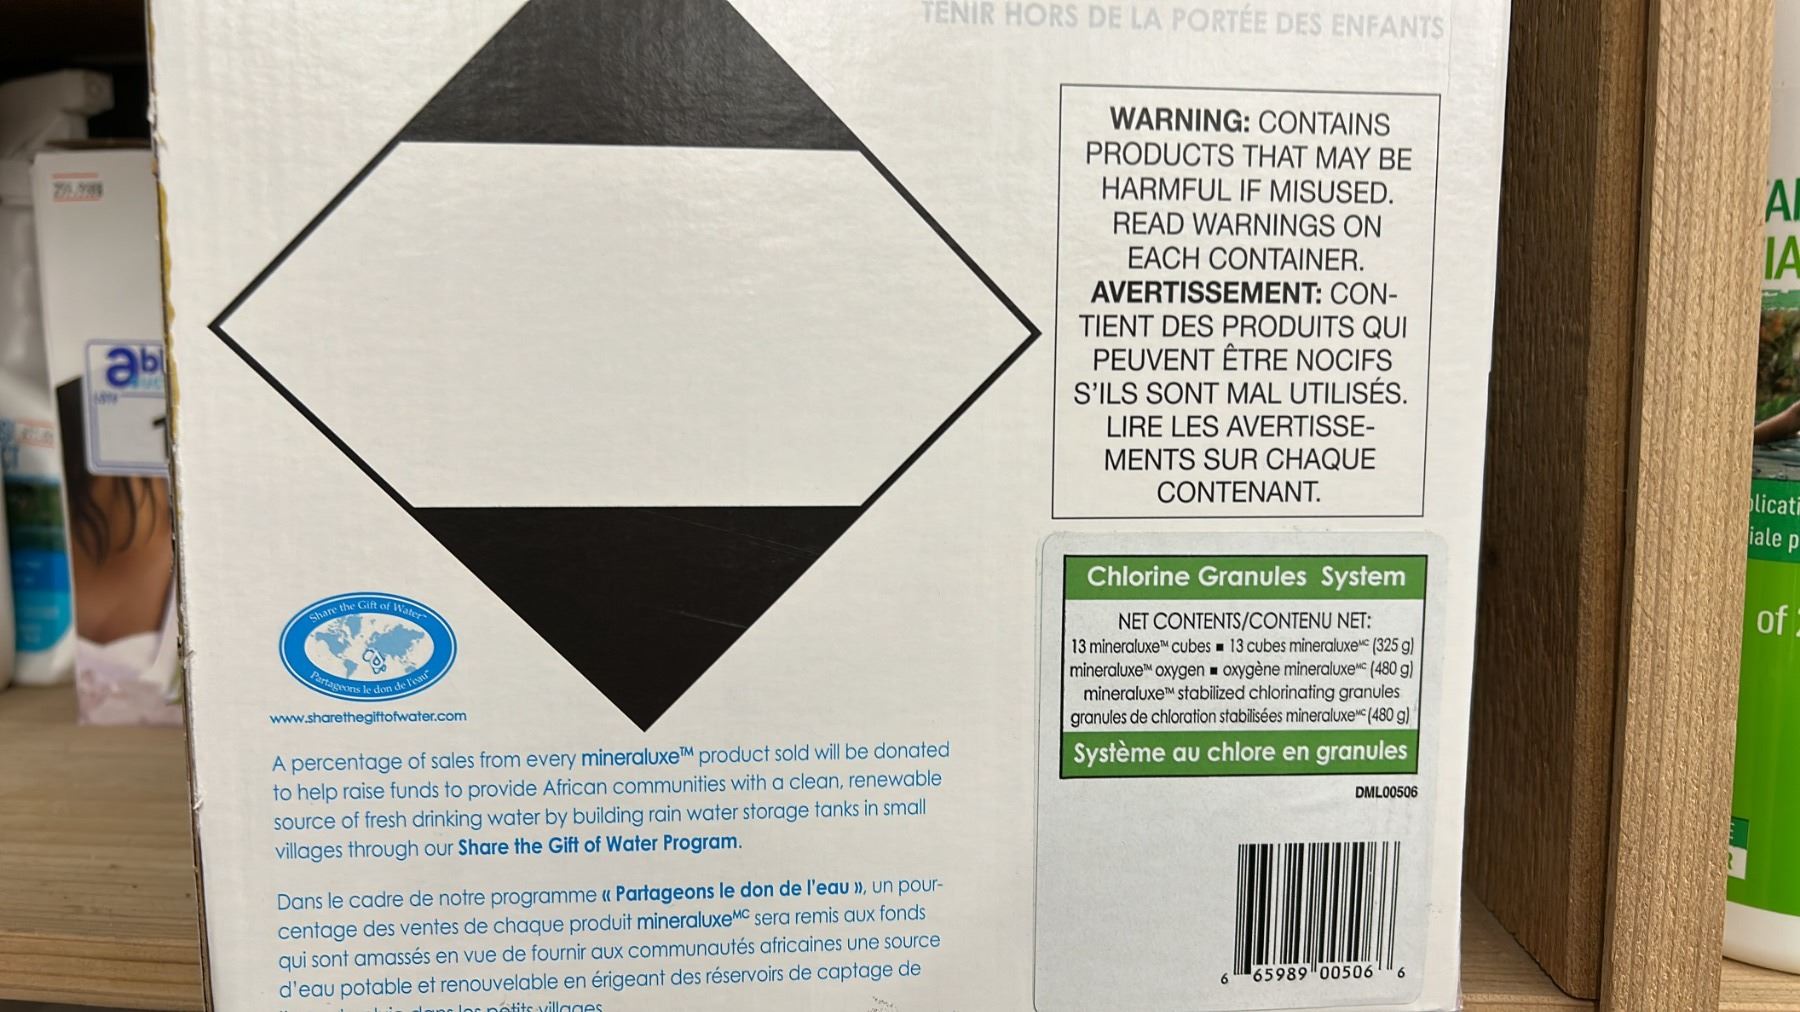 TENIR HORS DE LA PORTÉE DES ENFANTS
WARNING: CONTAINS
PRODUCTS THAT MAY BE
HARMFUL IF MISUSED.
READ WARNINGS ON
EACH CONTAINER.
AVERTISSEMENT: CON-
TIENT DES PRODUITS QUI
PEUVENT ÊTRE NOCIFS
S'ILS SONT MAL UTILISÉS.
LIRE LES AVERTISSE-
MENTS SUR CHAQUE
CONTENANT.
Chlorine Granules System
NET CONTENTS/CONTENU NET:
13 mineraluxe™ cubes ▪ 13 cubes mineraluxeᴹᶜ (325 g)
mineraluxe™ oxygen ▪ oxygène mineraluxeᴹᶜ (480 g)
mineraluxe™ stabilized chlorinating granules
granules de chloration stabilisées mineraluxeᴹᶜ (480 g)
Système au chlore en granules
DML00506
6 65989 00506 6
Share the Gift of Water™
Partageons le don de l'eau
www.sharethegiftofwater.com
A percentage of sales from every mineraluxe™ product sold will be donated
to help raise funds to provide African communities with a clean, renewable
source of fresh drinking water by building rain water storage tanks in small
villages through our Share the Gift of Water Program.
Dans le cadre de notre programme « Partageons le don de l'eau », un pour-
centage des ventes de chaque produit mineraluxeᴹᶜ sera remis aux fonds
qui sont amassés en vue de fournir aux communautés africaines une source
d'eau potable et renouvelable en érigeant des réservoirs de captage de
dans les petits villages
of